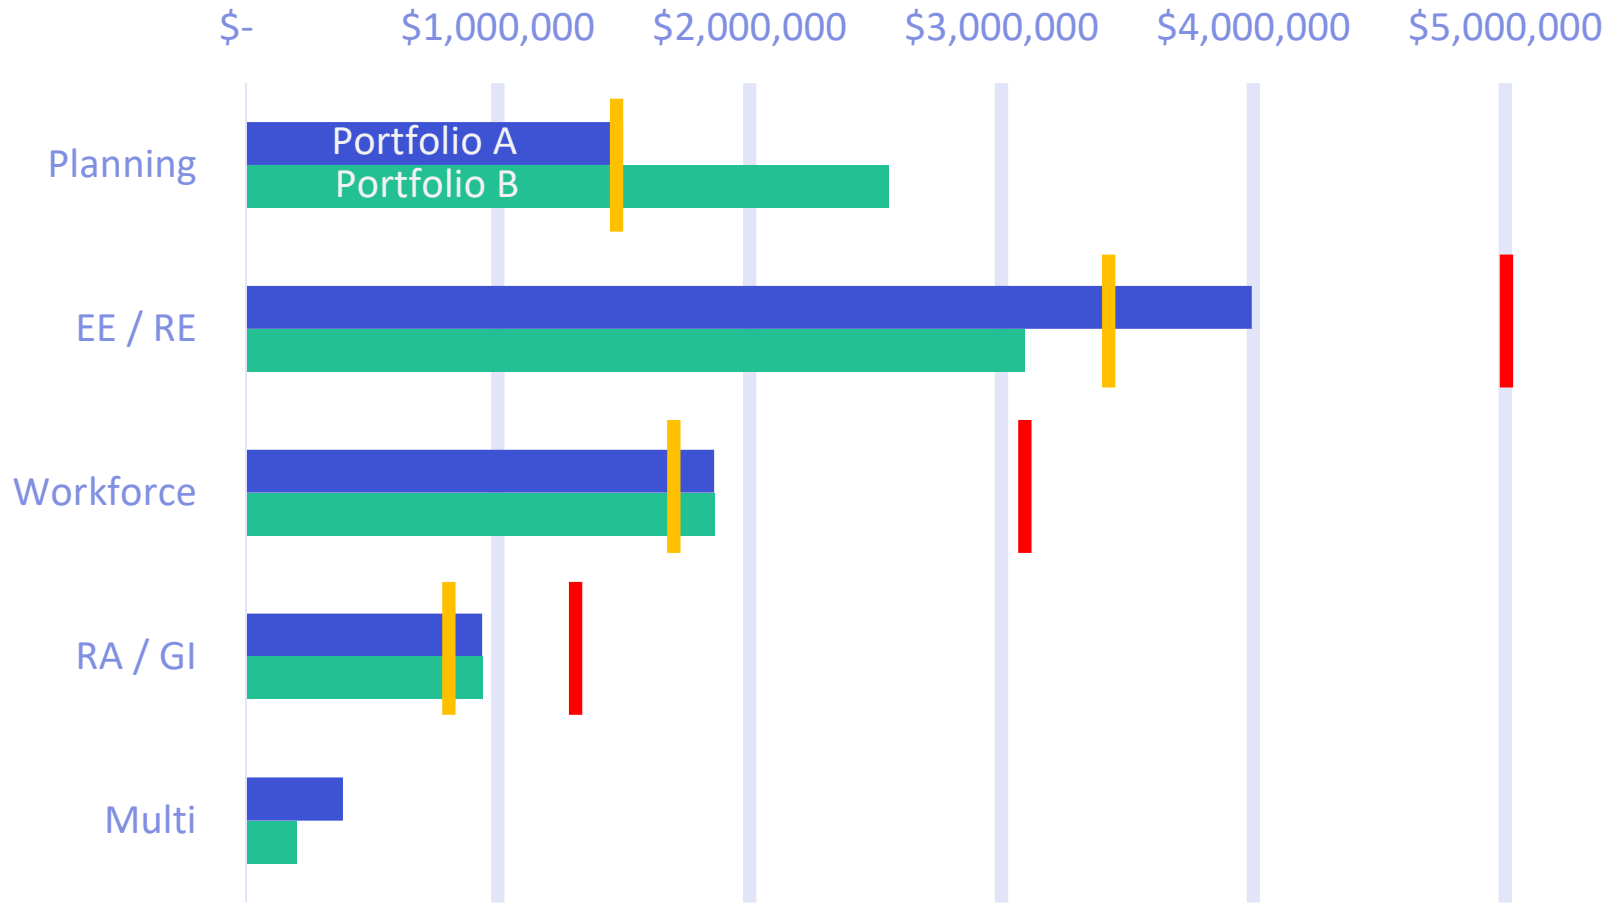 $- $1,000,000 $2,000,000 $3,000,000 $4,000,000 $5,000,000
Planning
Portfolio A
Portfolio B
EE / RE
Workforce
RA / GI
Multi